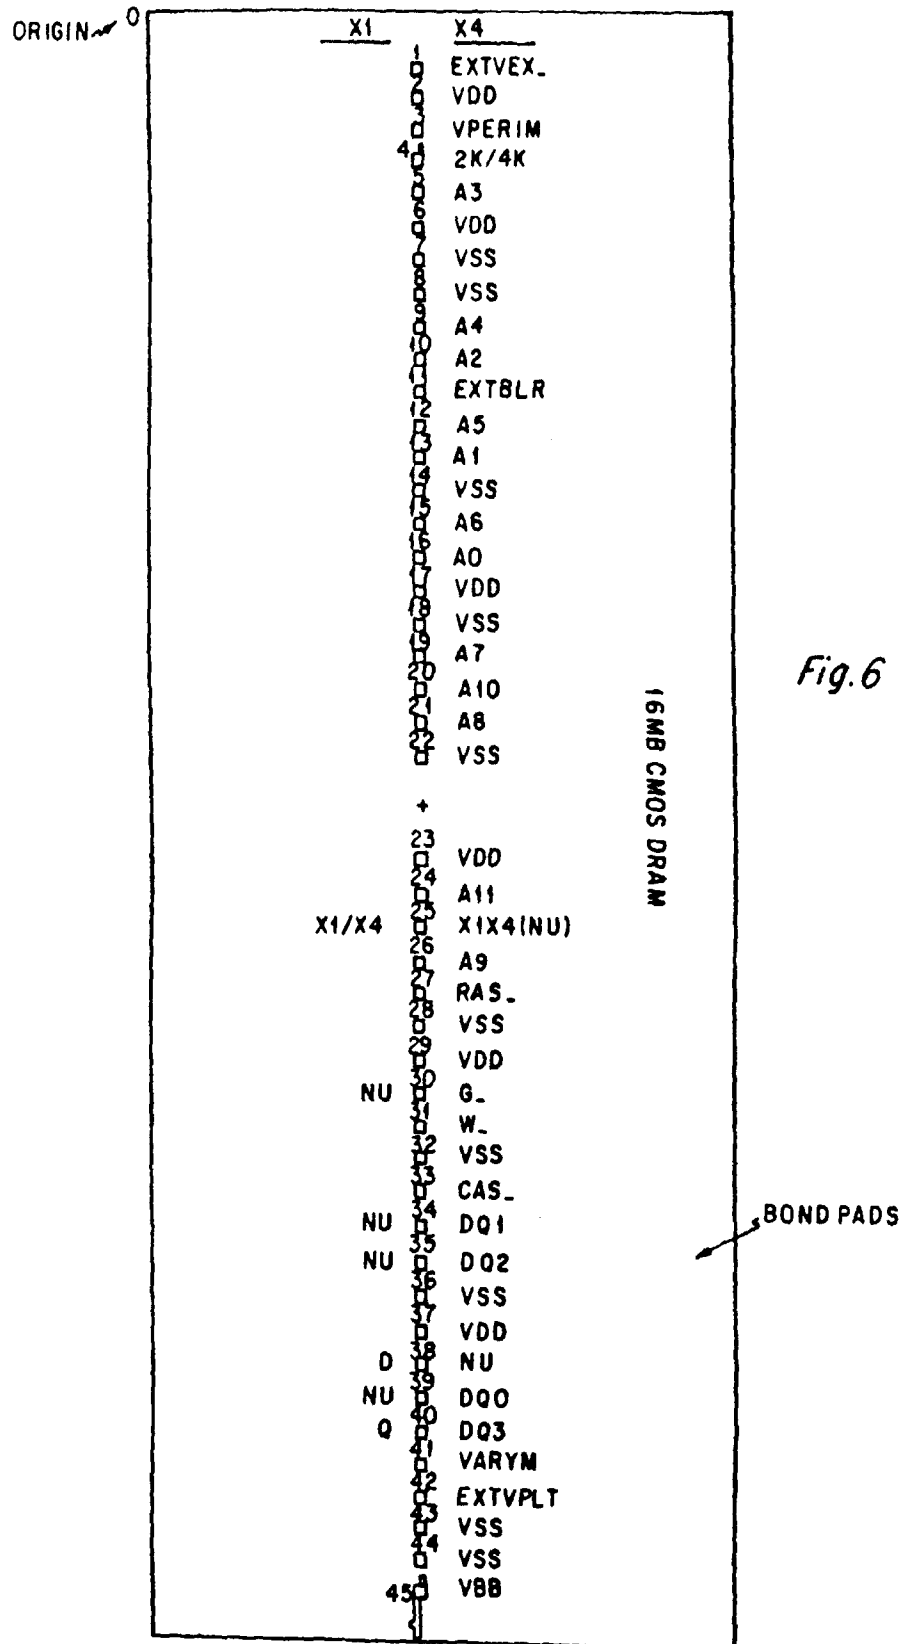 ORIGIN 0
X1 X4
1 EXTVEX_
2 VDD
3 VPERIM
4 2K/4K
5 A3
6 VDD
7 VSS
8 VSS
9 A4
10 A2
11 EXTBLR
12 A5
13 A1
14 VSS
15 A6
16 A0
17 VDD
18 VSS
19 A7
20 A10
21 A8
22 VSS
+
23 VDD
24 A11
X1/X4 25 X1X4(NU)
26 A9
27 RAS_
28 VSS
29 VDD
NU 30 G_
31 W_
32 VSS
33 CAS_
NU 34 DQ1
NU 35 DQ2
36 VSS
37 VDD
D 38 NU
NU 39 DQ0
Q 40 DQ3
41 VARYM
42 EXTVPLT
43 VSS
44 VSS
45 VBB
16MB CMOS DRAM
BOND PADS
Fig.6